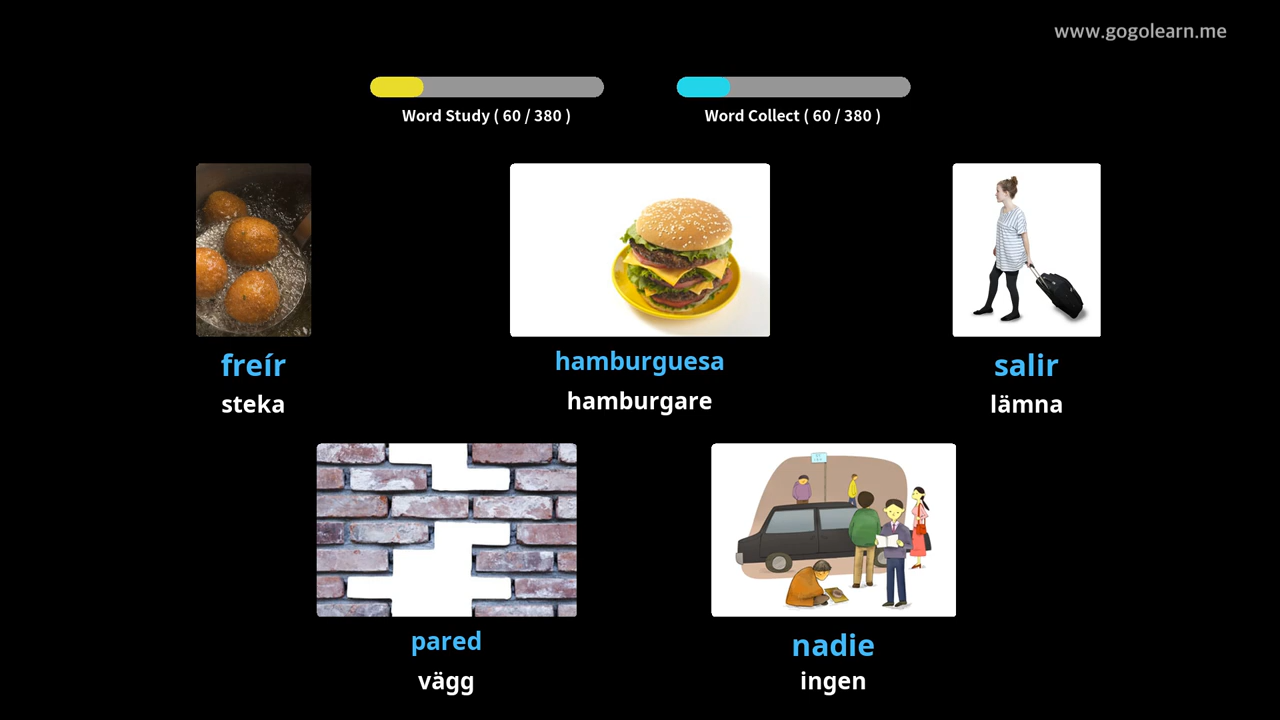 www.gogolearn.me
Word Study ( 60 / 380 )
Word Collect ( 60 / 380 )
freír
steka
hamburguesa
hamburgare
salir
lämna
pared
vägg
nadie
ingen